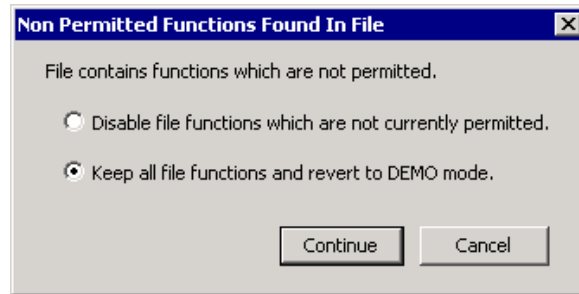 Non Permitted Functions Found In File
File contains functions which are not permitted.
Disable file functions which are not currently permitted.
Keep all file functions and revert to DEMO mode.
Continue Cancel